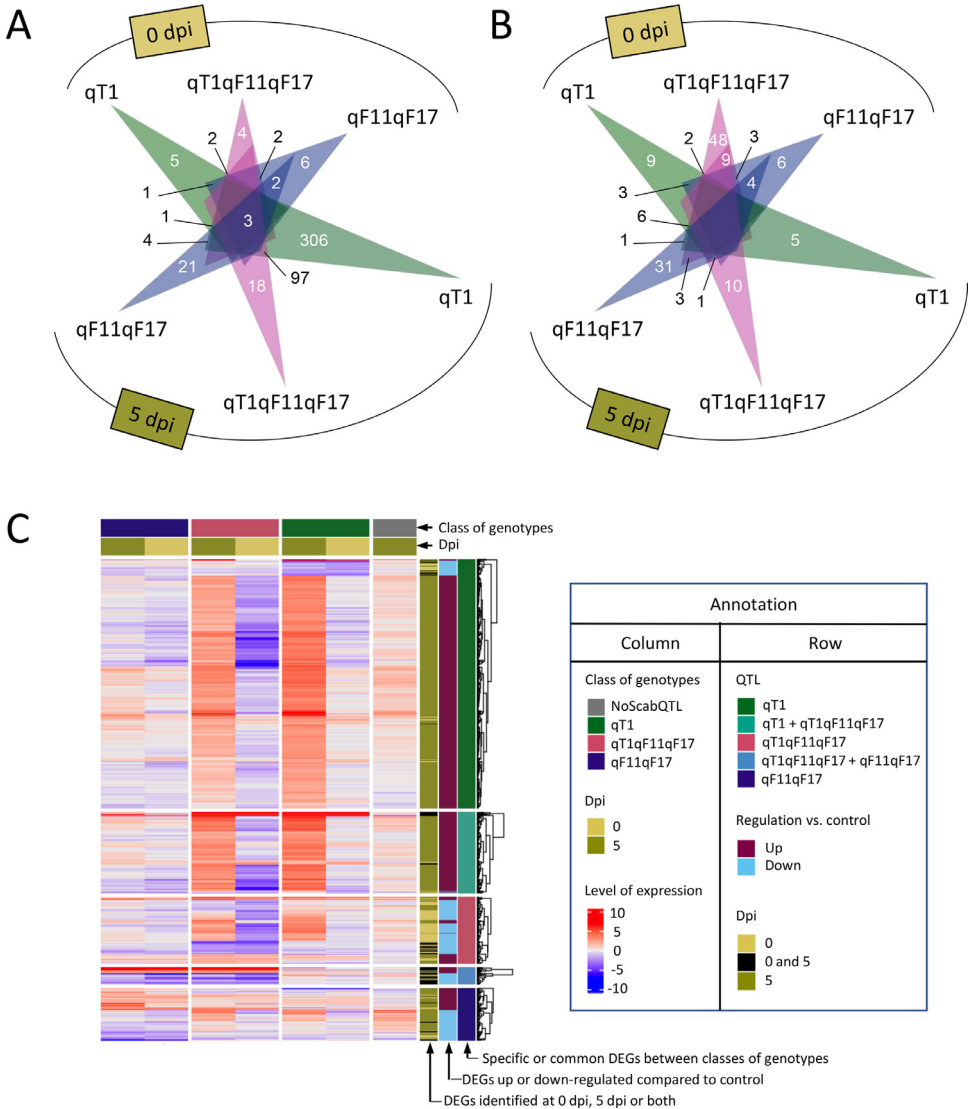 A
B
0 dpi
0 dpi
qT1
qT1qF11qF17
qF11qF17
qT1
qT1qF11qF17
qF11qF17
2
4
2
5
6
1
2
1
3
4
306
21
97
18
qF11qF17
qT1
qT1qF11qF17
5 dpi
2
48
3
9
9
6
3
4
6
1
5
31
3
1
10
qF11qF17
qT1
qT1qF11qF17
5 dpi
C
Class of genotypes
Dpi
Annotation
Column
Row
Class of genotypes
NoScabQTL
qT1
qT1qF11qF17
qF11qF17
Dpi
0
5
Level of expression
10
5
0
-5
-10
QTL
qT1
qT1 + qT1qF11qF17
qT1qF11qF17
qT1qF11qF17 + qF11qF17
qF11qF17
Regulation vs. control
Up
Down
Dpi
0
0 and 5
5
Specific or common DEGs between classes of genotypes
DEGs up or down-regulated compared to control
DEGs identified at 0 dpi, 5 dpi or both